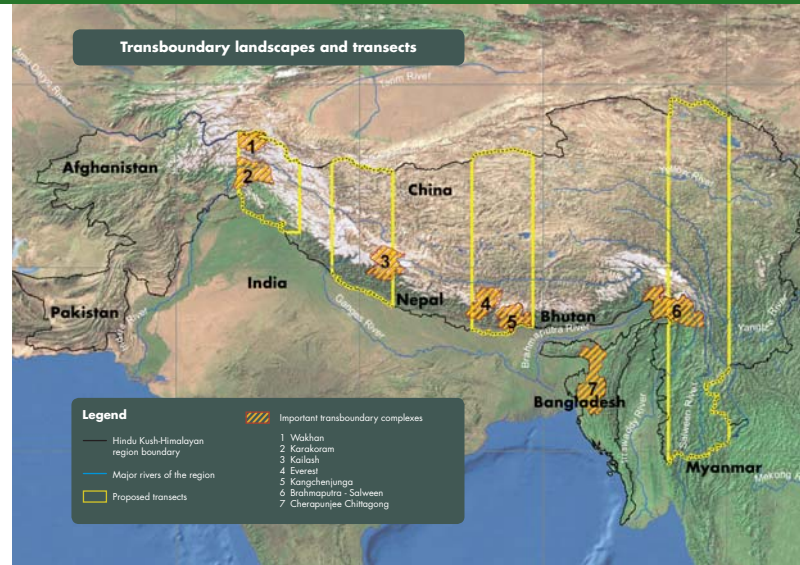 Transboundary landscapes and transects
Amu Darya River
Tarim River
Afghanistan
1
2
China
Yellow River
3
India
Nepal
Pakistan
Indus River
Ganges River
4
5
Bhutan
6
Brahmaputra River
Yangtze River
7
Bangladesh
Irrawaddy River
Salween River
Myanmar
Mekong R
Legend
Hindu Kush-Himalayan
region boundary
Major rivers of the region
Proposed transects
Important transboundary complexes
1 Wakhan
2 Karakoram
3 Kailash
4 Everest
5 Kangchenjunga
6 Brahmaputra - Salween
7 Cherapunjee Chittagong